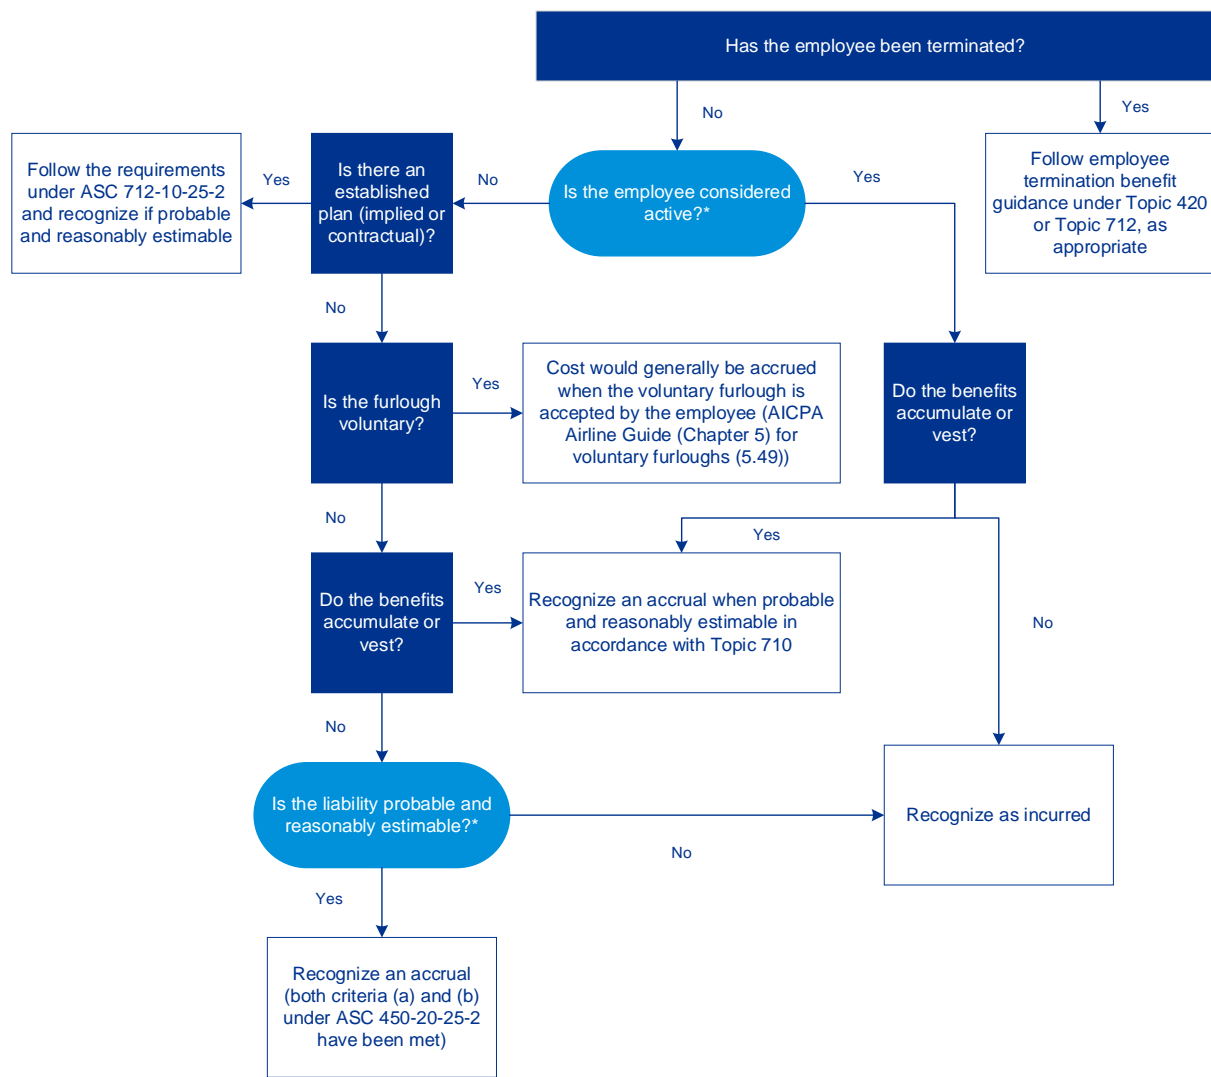 Has the employee been terminated?
No
Yes
Follow the requirements
under ASC 712-10-25-2
and recognize if probable
and reasonably estimable
Yes
Is there an
established
plan (implied or
contractual)?
No
Is the employee considered
active?*
Yes
Follow employee
termination benefit
guidance under Topic 420
or Topic 712, as
appropriate
No
Is the furlough
voluntary?
Yes
Cost would generally be accrued
when the voluntary furlough is
accepted by the employee (AICPA
Airline Guide (Chapter 5) for
voluntary furloughs (5.49))
Do the benefits
accumulate or
vest?
No
Yes
Do the benefits
accumulate or
vest?
Yes
Recognize an accrual when probable
and reasonably estimable in
accordance with Topic 710
No
No
Is the liability probable and
reasonably estimable?*
No
Recognize as incurred
Yes
Recognize an accrual
(both criteria (a) and (b)
under ASC 450-20-25-2
have been met)